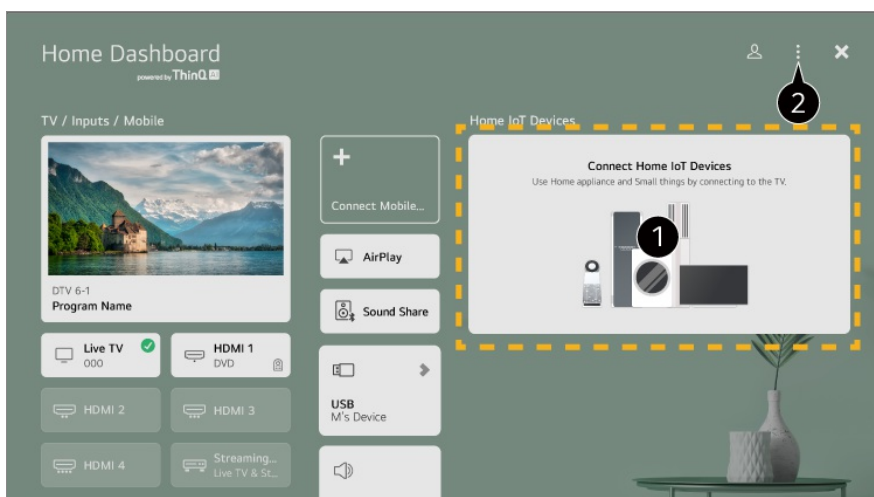 Home Dashboard
powered by ThinQ AI
2
TV / Inputs / Mobile
Home IoT Devices
DTV 6-1
Program Name
Live TV
000
HDMI 1
DVD
HDMI 2
HDMI 3
HDMI 4
Streaming...
Live TV & St...
+
Connect Mobile...
AirPlay
Sound Share
USB
M's Device
Connect Home IoT Devices
Use Home appliance and Small things by connecting to the TV.
1